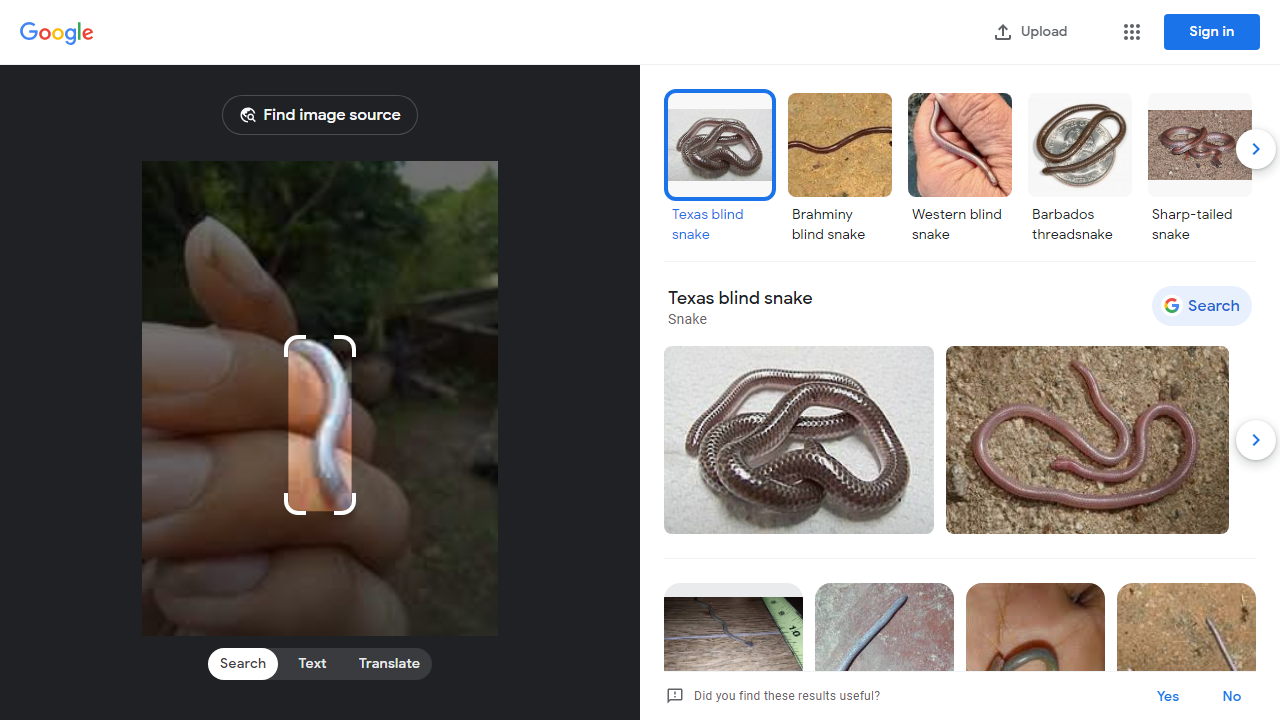 Google
Upload
Sign in
Find image source
Search
Text
Translate
Texas blind
snake
Brahminy
blind snake
Western blind
snake
Barbados
threadsnake
Sharp-tailed
snake
Texas blind snake
Snake
Search
10
Did you find these results useful?
Yes
No